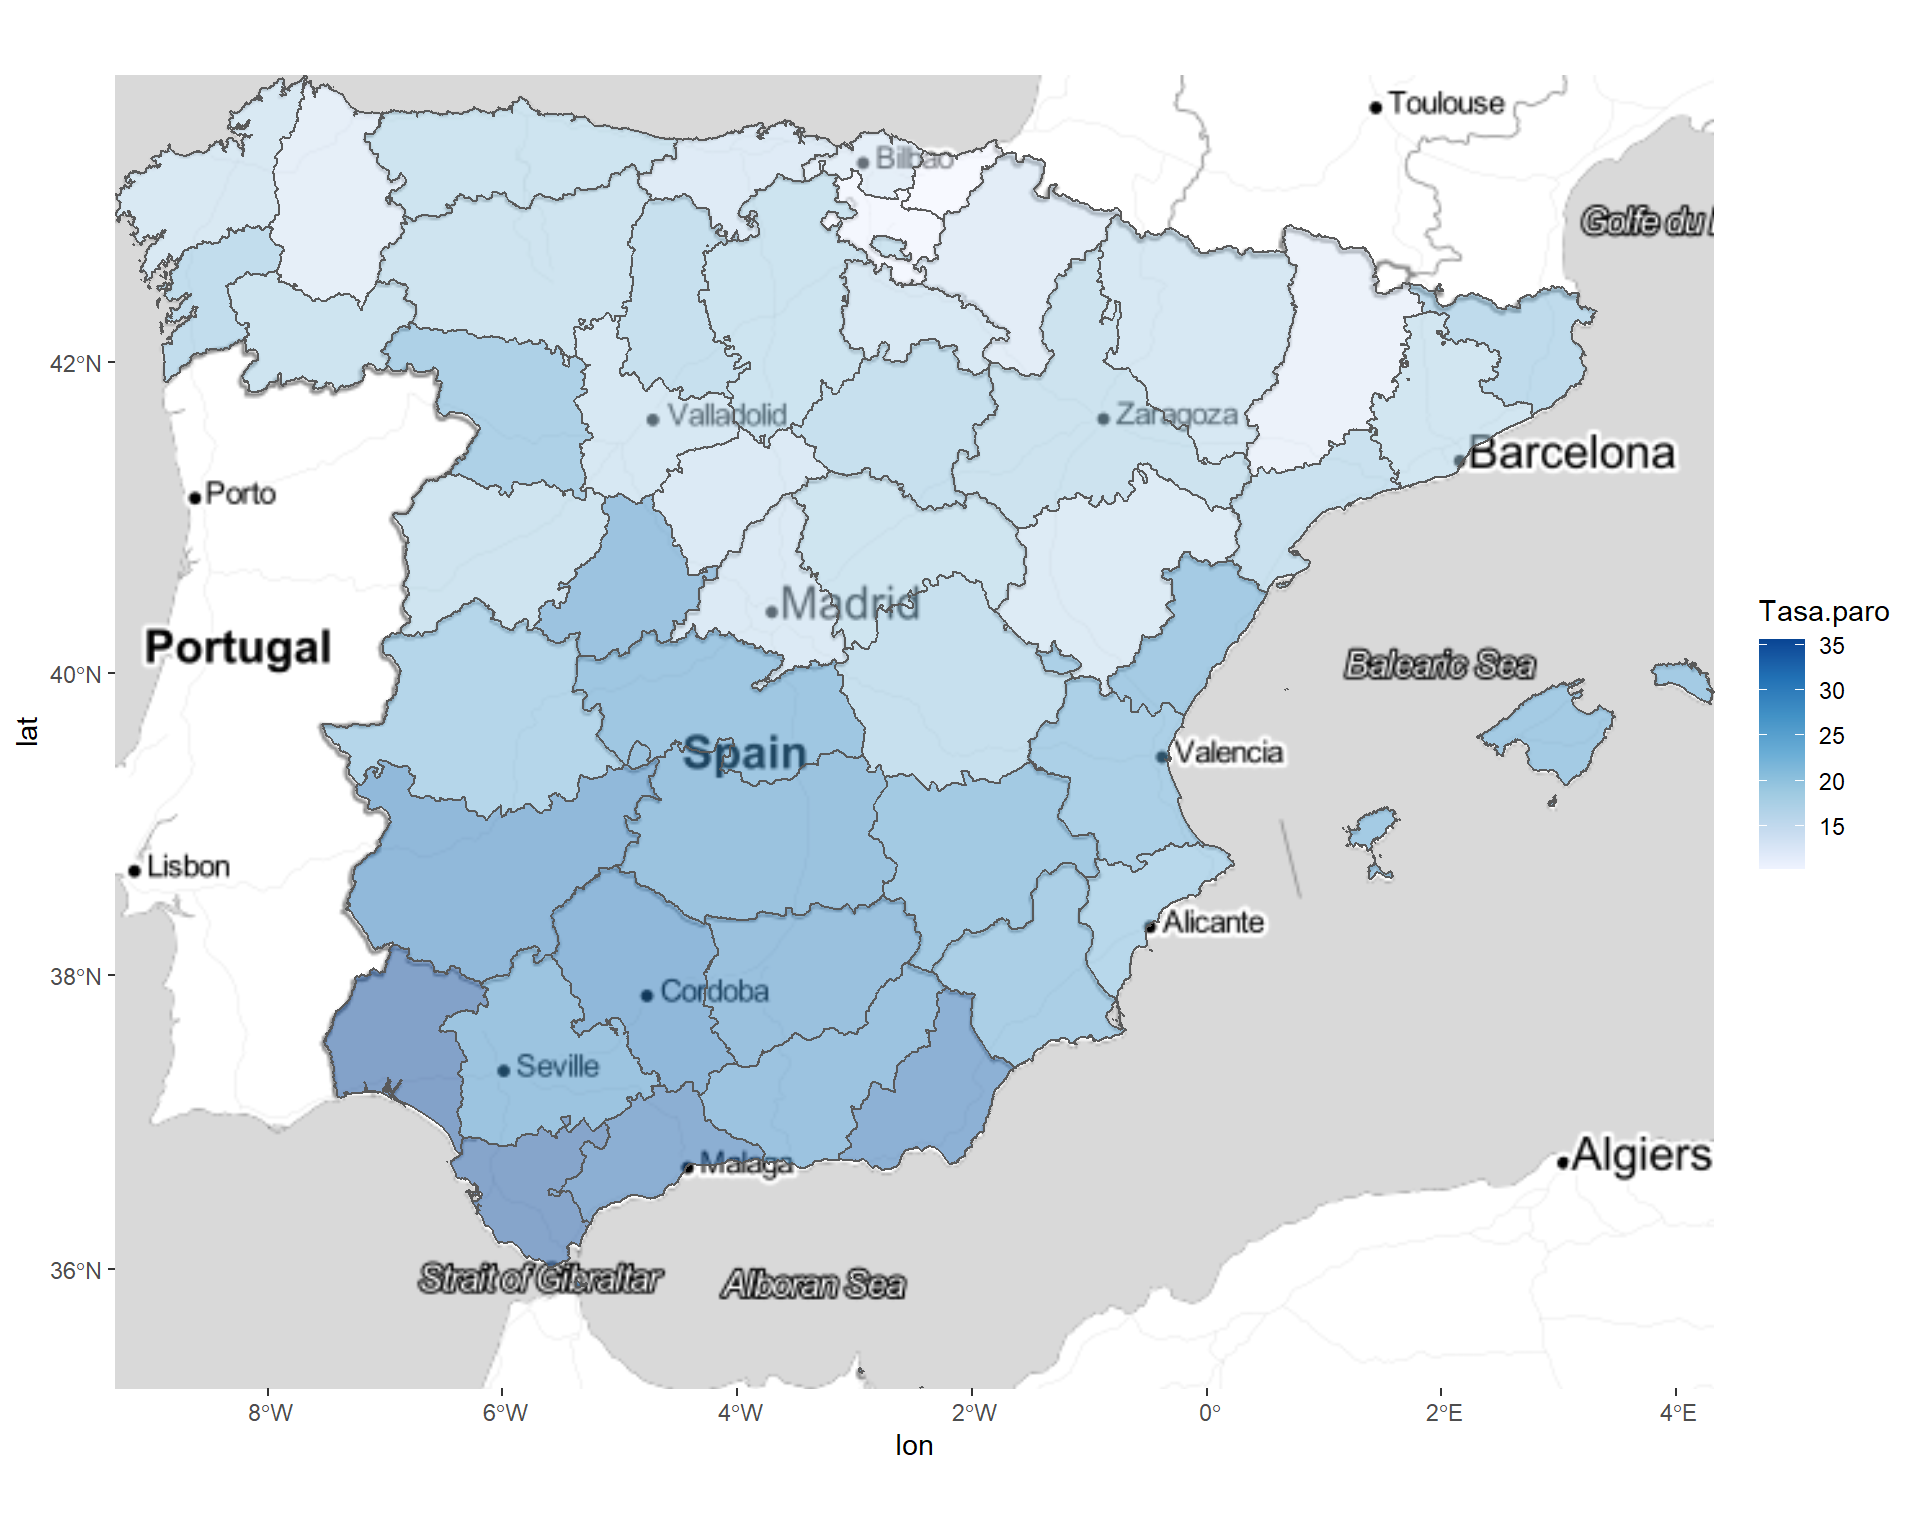 Toulouse
Bilbao
Golfe du
42°N
Valladolid
Zaragoza
Barcelona
Porto
Madrid
Tasa.paro
35
30
25
20
15
Portugal
40°N
Balearic Sea
lat
Spain
Valencia
Lisbon
Alicante
38°N
Cordoba
Seville
Malaga
Algiers
36°N
Strait of Gibraltar
Alboran Sea
8°W
6°W
4°W
2°W
0°
2°E
4°E
lon